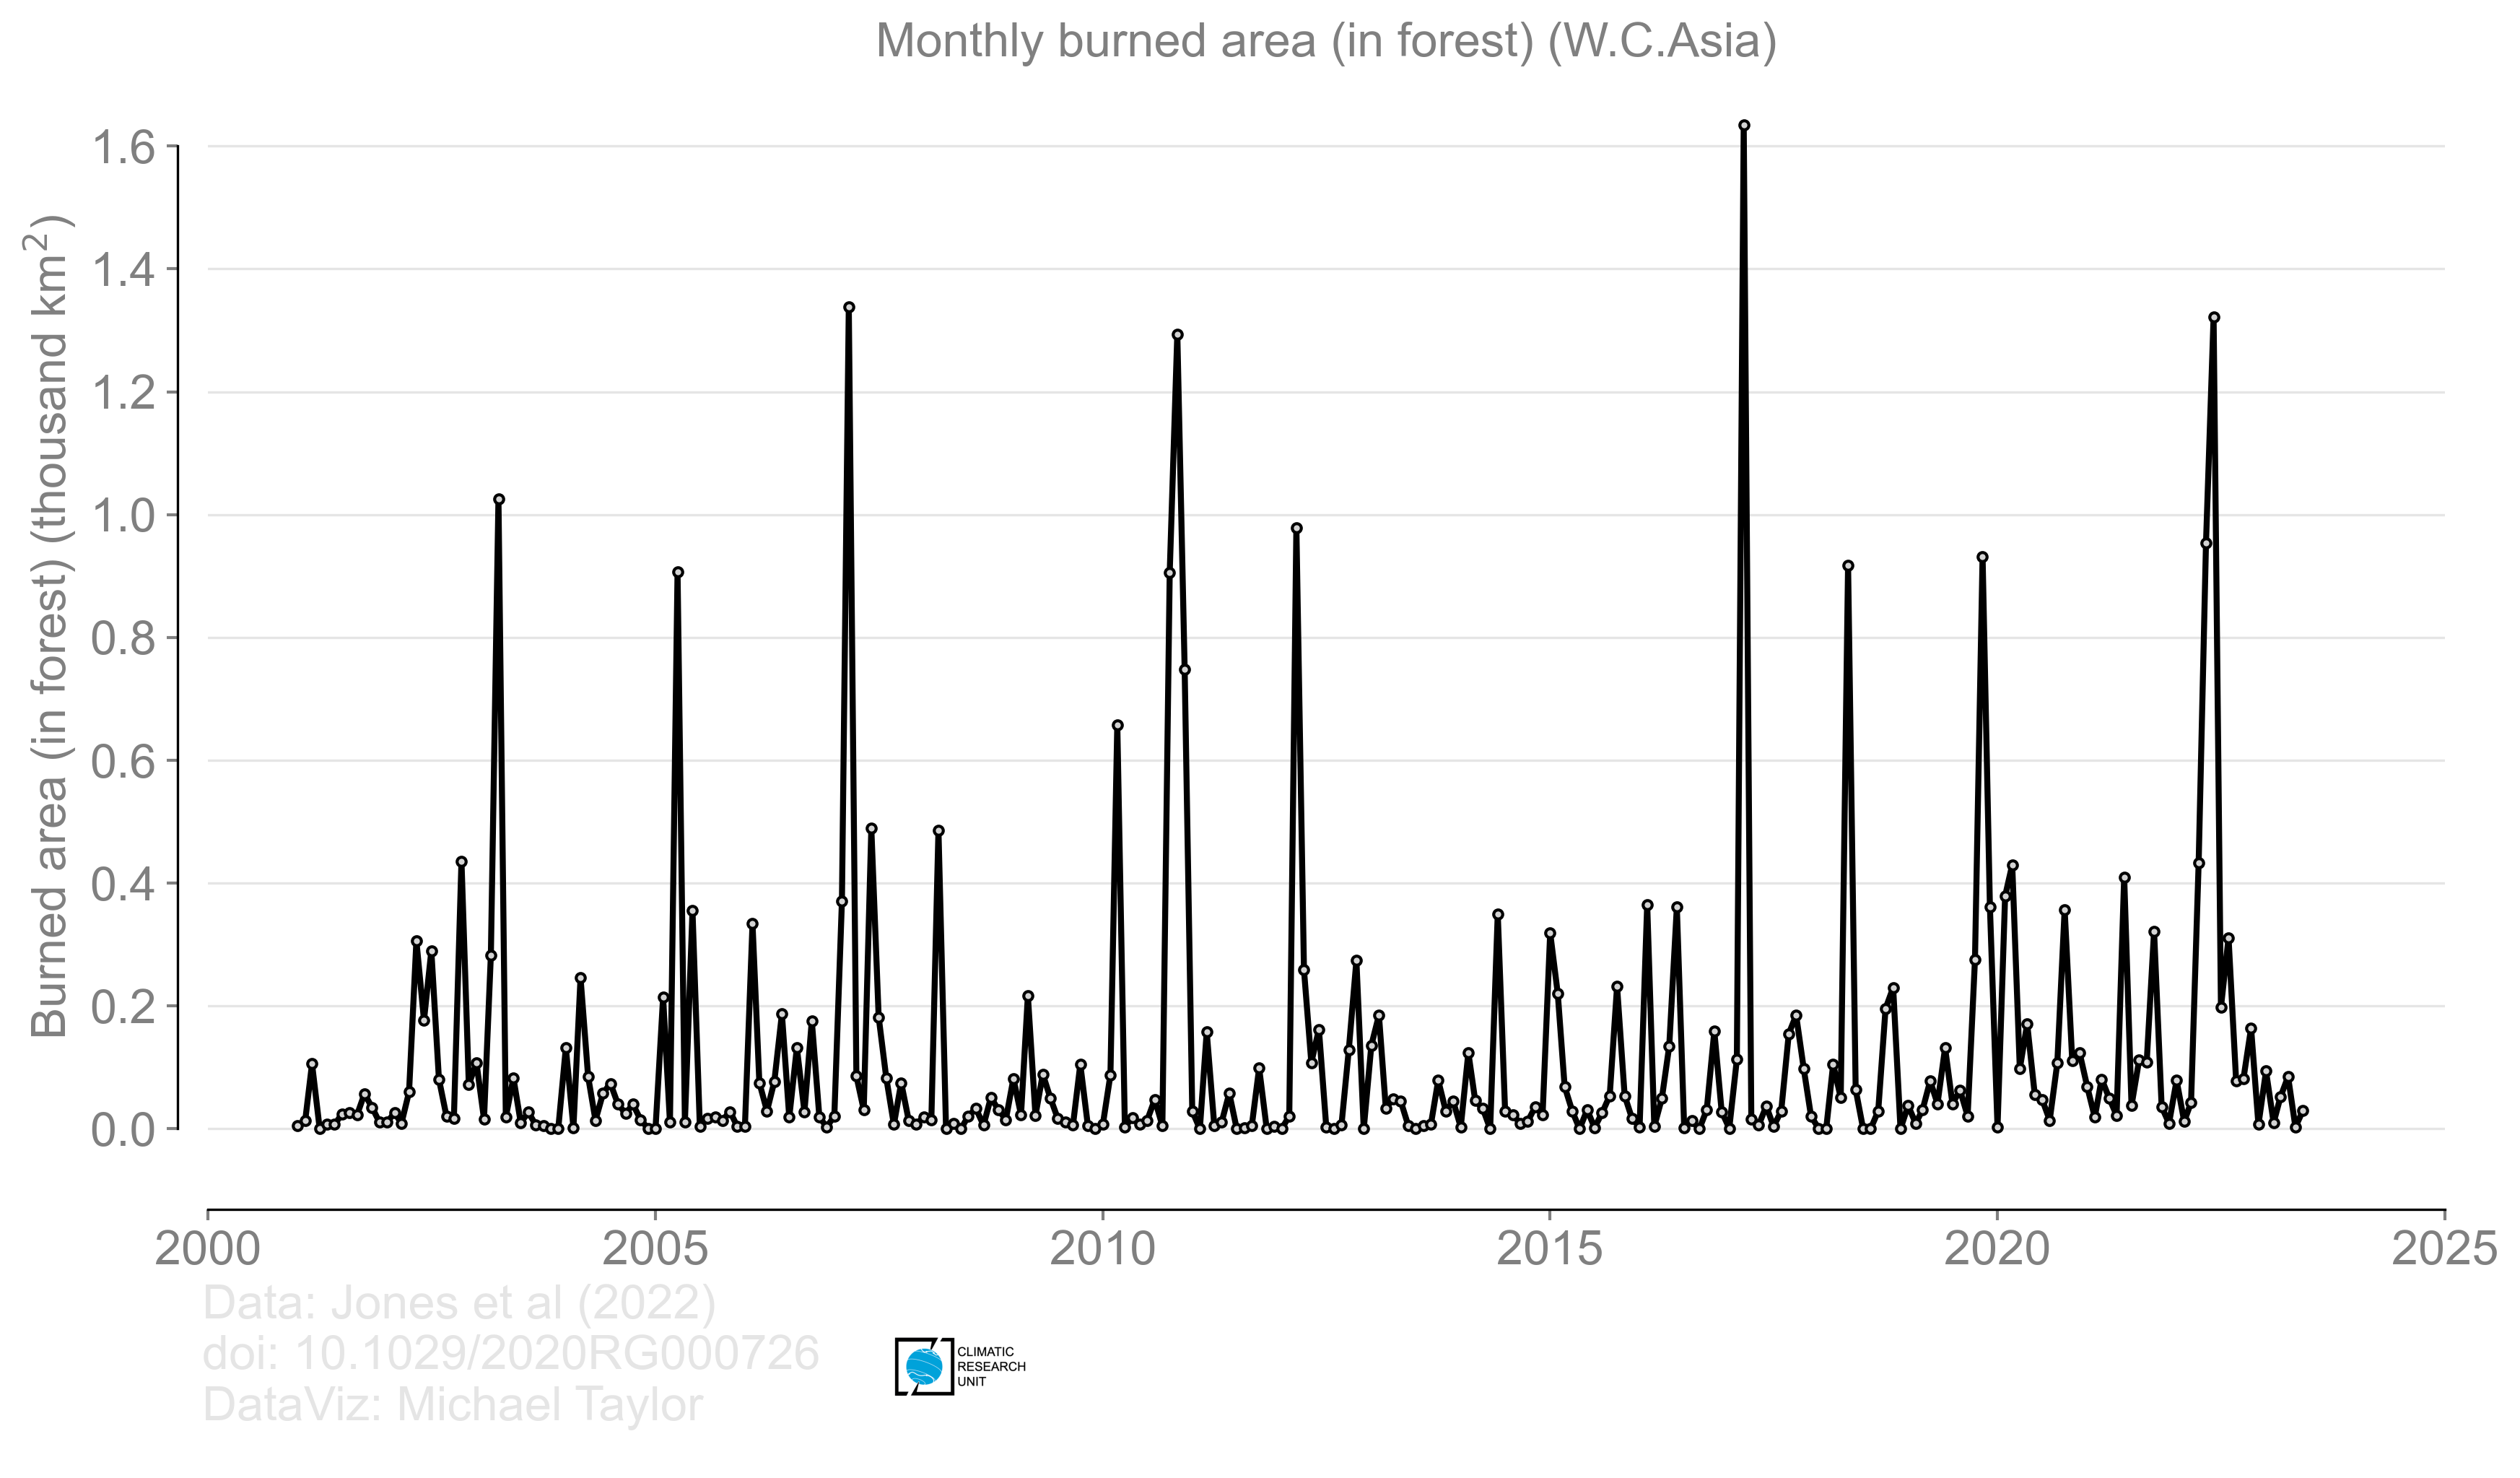 Monthly burned area (in forest) (W.C.Asia)
Burned area (in forest) (thousand km²)
1.6
1.4
1.2
1.0
0.8
0.6
0.4
0.2
0.0
2000 2005 2010 2015 2020 2025
Data: Jones et al (2022)
doi: 10.1029/2020RG000726
DataViz: Michael Taylor
CLIMATIC
RESEARCH
UNIT